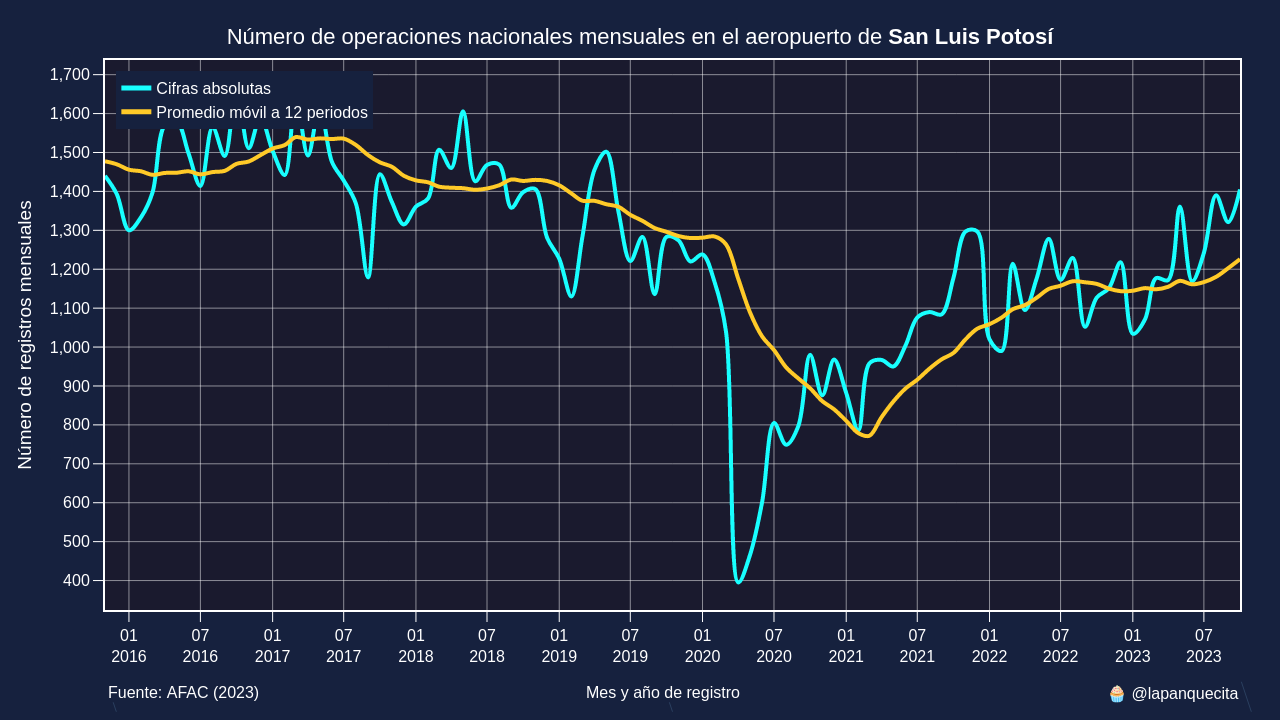 Número de operaciones nacionales mensuales en el aeropuerto de San Luis Potosí
Cifras absolutas
Promedio móvil a 12 periodos
Número de registros mensuales
1,700
1,600
1,500
1,400
1,300
1,200
1,100
1,000
900
800
700
600
500
400
01 07 01 07 01 07 01 07 01 07 01 07 01 07 01 07
2016 2016 2017 2017 2018 2018 2019 2019 2020 2020 2021 2021 2022 2022 2023 2023
Fuente: AFAC (2023) Mes y año de registro 🧁 @lapanquecita